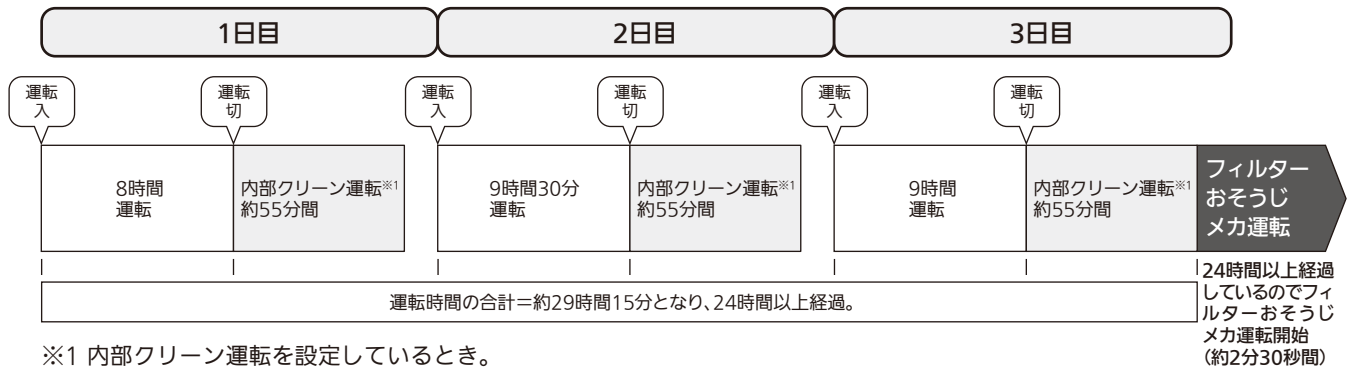 1日目
2日目
3日目
運転
入
運転
切
運転
入
運転
切
運転
入
運転
切
8時間
運転
内部クリーン運転※1
約55分間
9時間30分
運転
内部クリーン運転※1
約55分間
9時間
運転
内部クリーン運転※1
約55分間
フィルター
おそうじ
メカ運転
運転時間の合計＝約29時間15分となり、24時間以上経過。
24時間以上経過
しているのでフィ
ルターおそうじ
メカ運転開始
（約2分30秒間）
※1 内部クリーン運転を設定しているとき。